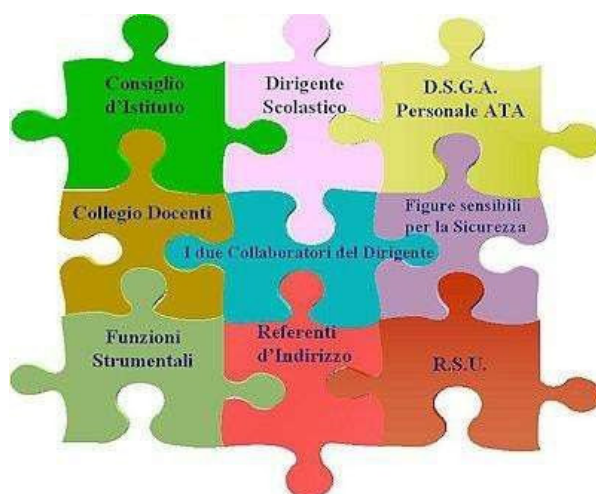 Consiglio
d'Istituto
Dirigente
Scolastico
D.S.G.A.
Personale ATA
Collegio Docenti
I due Collaboratori del Dirigente
Figure sensibili
per la Sicurezza
Funzioni
Strumentali
Referenti
d'Indirizzo
R.S.U.